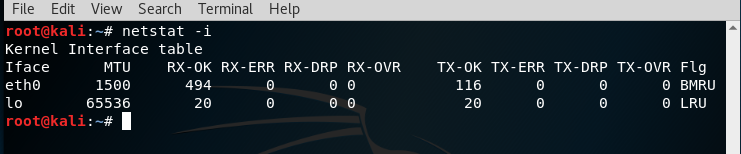 File Edit View Search Terminal Help
root@kali:~# netstat -i
Kernel Interface table
Iface      MTU    RX-OK RX-ERR RX-DRP RX-OVR    TX-OK TX-ERR TX-DRP TX-OVR Flg
eth0      1500      494      0      0 0           116      0      0      0 BMRU
lo       65536       20      0      0 0            20      0      0      0 LRU
root@kali:~#